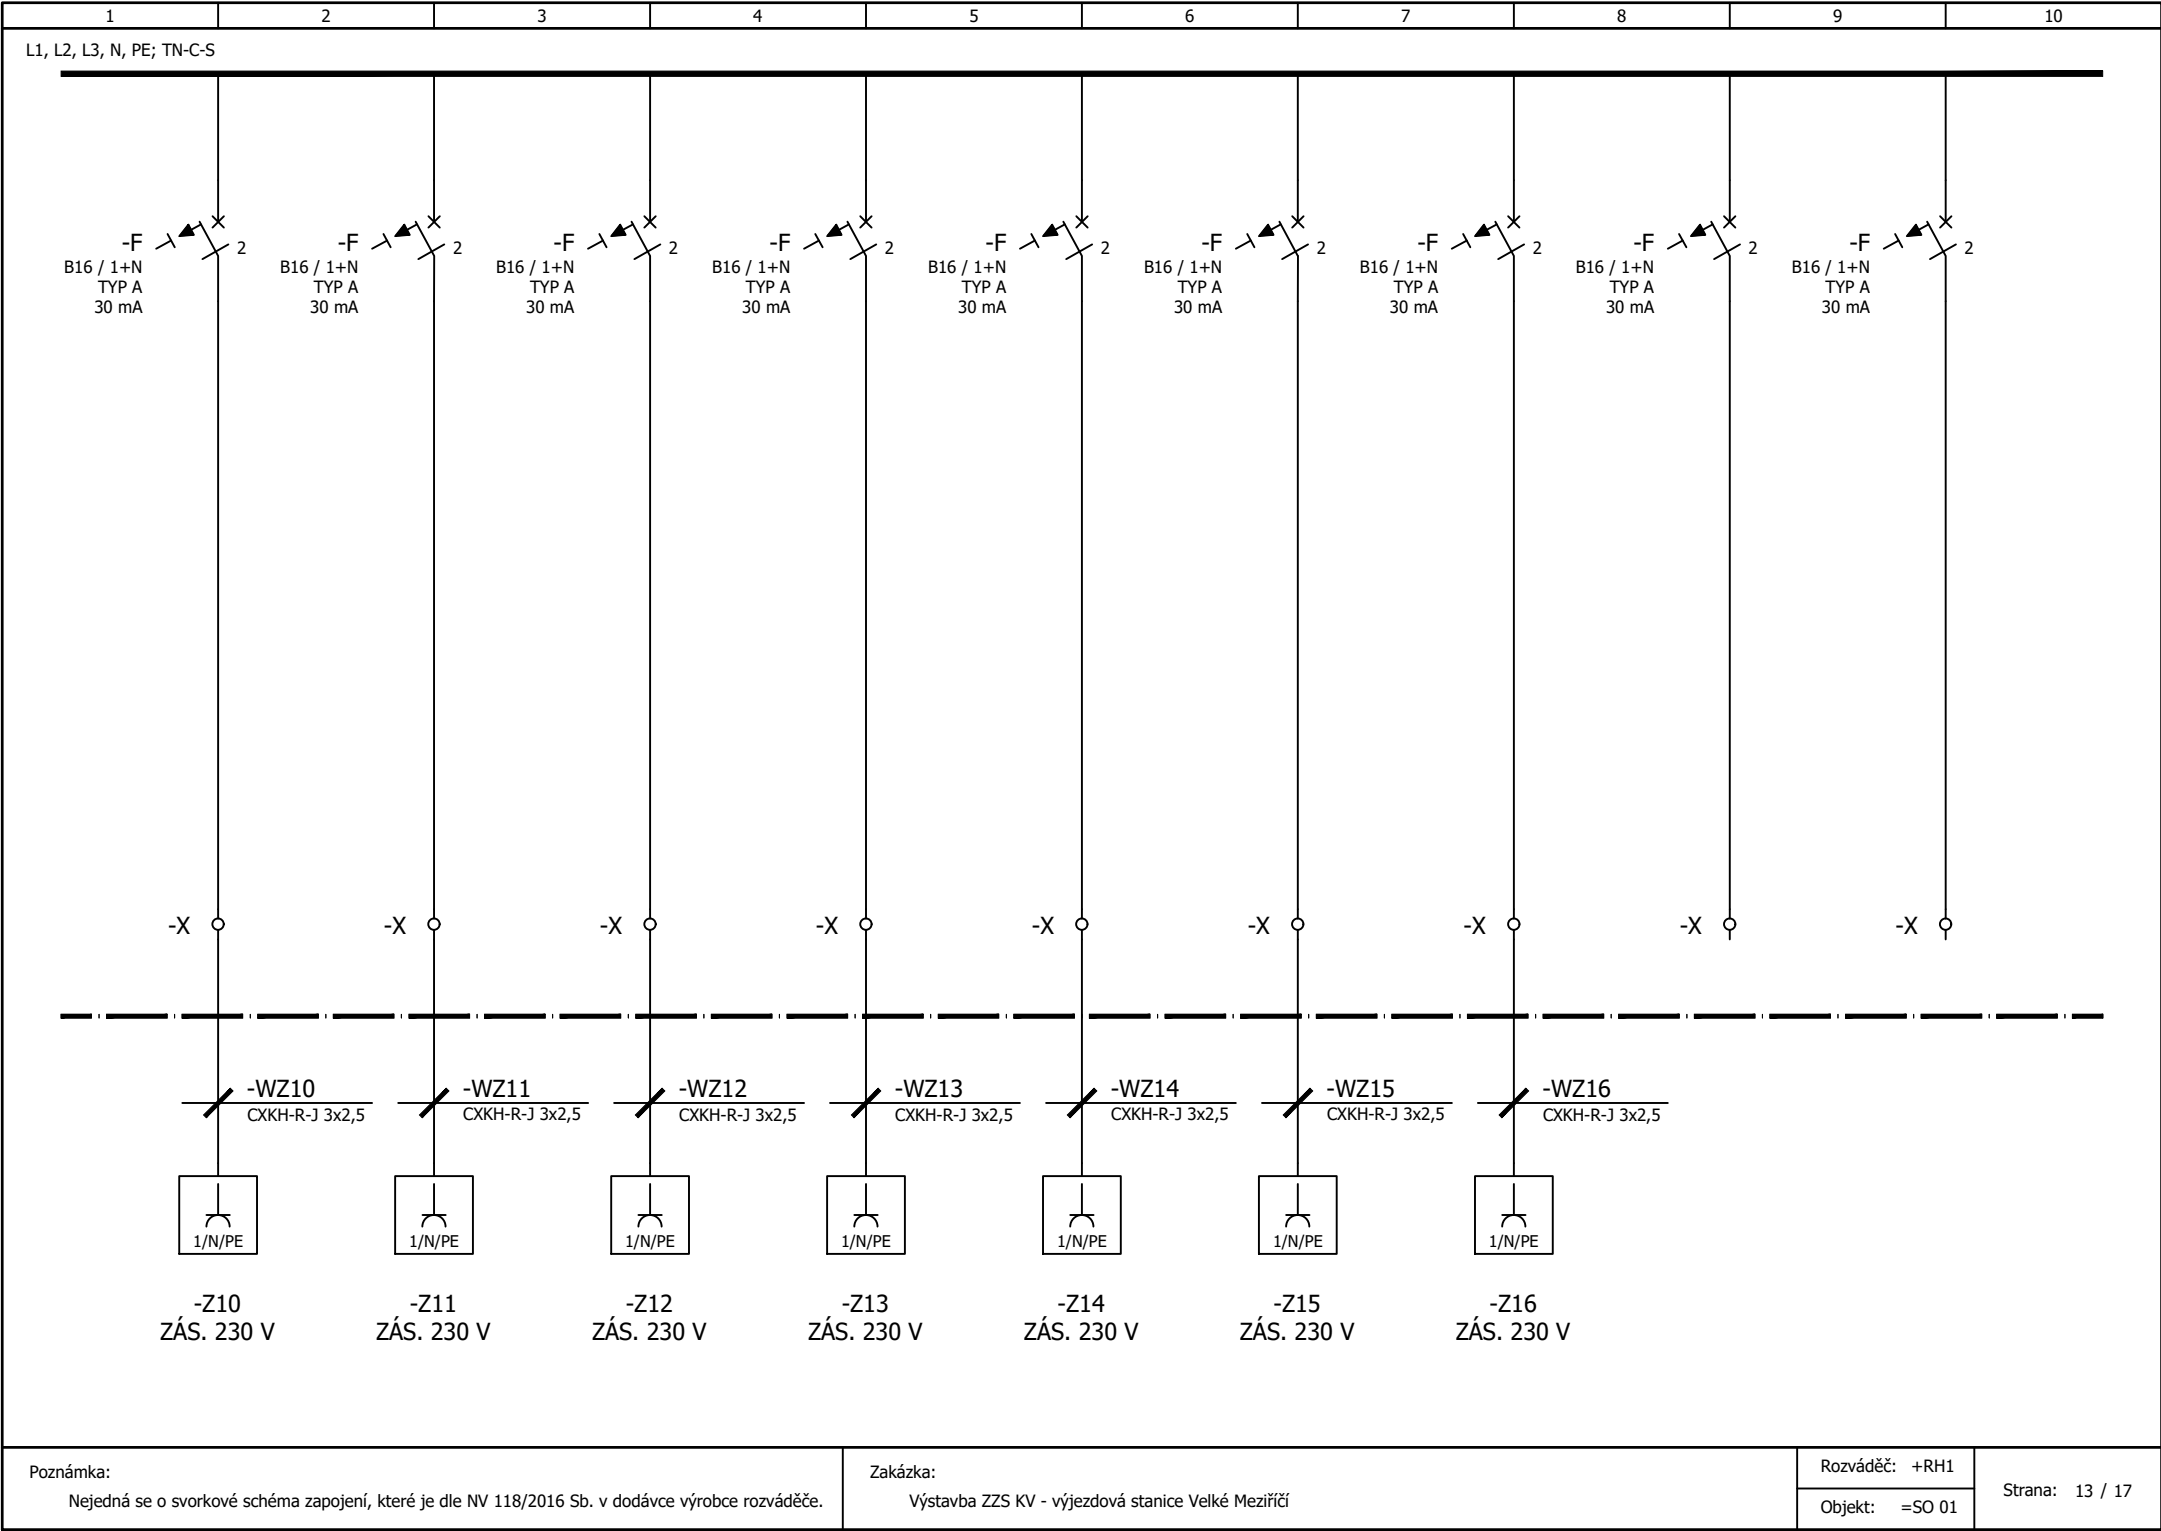 1 2 3 4 5 6 7 8 9 10
L1, L2, L3, N, PE; TN-C-S
-F 2 -F 2 -F 2 -F 2 -F 2 -F 2 -F 2 -F 2 -F 2
B16 / 1+N B16 / 1+N B16 / 1+N B16 / 1+N B16 / 1+N B16 / 1+N B16 / 1+N B16 / 1+N B16 / 1+N
TYP A TYP A TYP A TYP A TYP A TYP A TYP A TYP A TYP A
30 mA 30 mA 30 mA 30 mA 30 mA 30 mA 30 mA 30 mA 30 mA
-X -X -X -X -X -X -X -X -X
-WZ10 -WZ11 -WZ12 -WZ13 -WZ14 -WZ15 -WZ16
CXKH-R-J 3x2,5 CXKH-R-J 3x2,5 CXKH-R-J 3x2,5 CXKH-R-J 3x2,5 CXKH-R-J 3x2,5 CXKH-R-J 3x2,5 CXKH-R-J 3x2,5
1/N/PE 1/N/PE 1/N/PE 1/N/PE 1/N/PE 1/N/PE 1/N/PE
-Z10 -Z11 -Z12 -Z13 -Z14 -Z15 -Z16
ZÁS. 230 V ZÁS. 230 V ZÁS. 230 V ZÁS. 230 V ZÁS. 230 V ZÁS. 230 V ZÁS. 230 V
Poznámka:
Nejedná se o svorkové schéma zapojení, které je dle NV 118/2016 Sb. v dodávce výrobce rozváděče.
Zakázka:
Výstavba ZZS KV - výjezdová stanice Velké Meziříčí
Rozváděč: +RH1
Objekt: =SO 01
Strana: 13 / 17